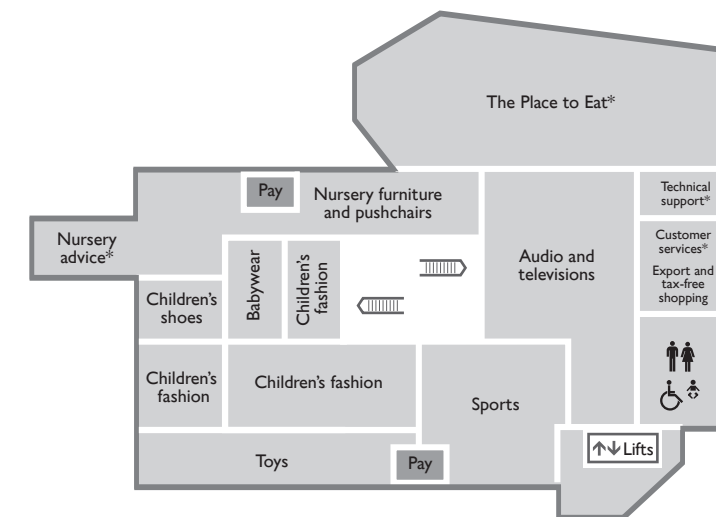 The Place to Eat*
Pay
Nursery furniture
and pushchairs
Technical
support*
Nursery
advice*
Customer
services*
Export and
tax-free
shopping
Audio and
televisions
Babywear
Children's
fashion
Children's
shoes
Children's
fashion
Children's fashion
Sports
Toys
Pay
Lifts